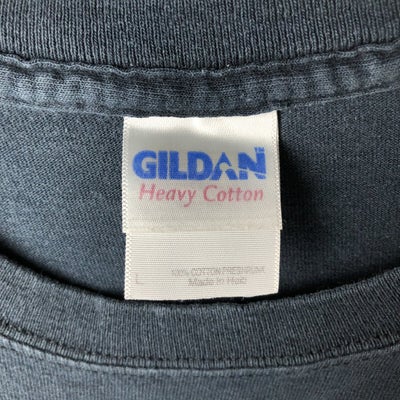 GILDAN
Heavy Cotton
L
100% COTTON PRESHRUNK
Made in Haiti